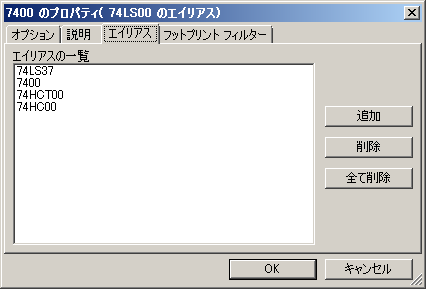 7400 のプロパティ( 74LS00 のエイリアス)
オプション 説明 エイリアス フットプリント フィルター
エイリアスの一覧
74LS37
7400
74HCT00
74HC00
追加
削除
全て削除
OK キャンセル